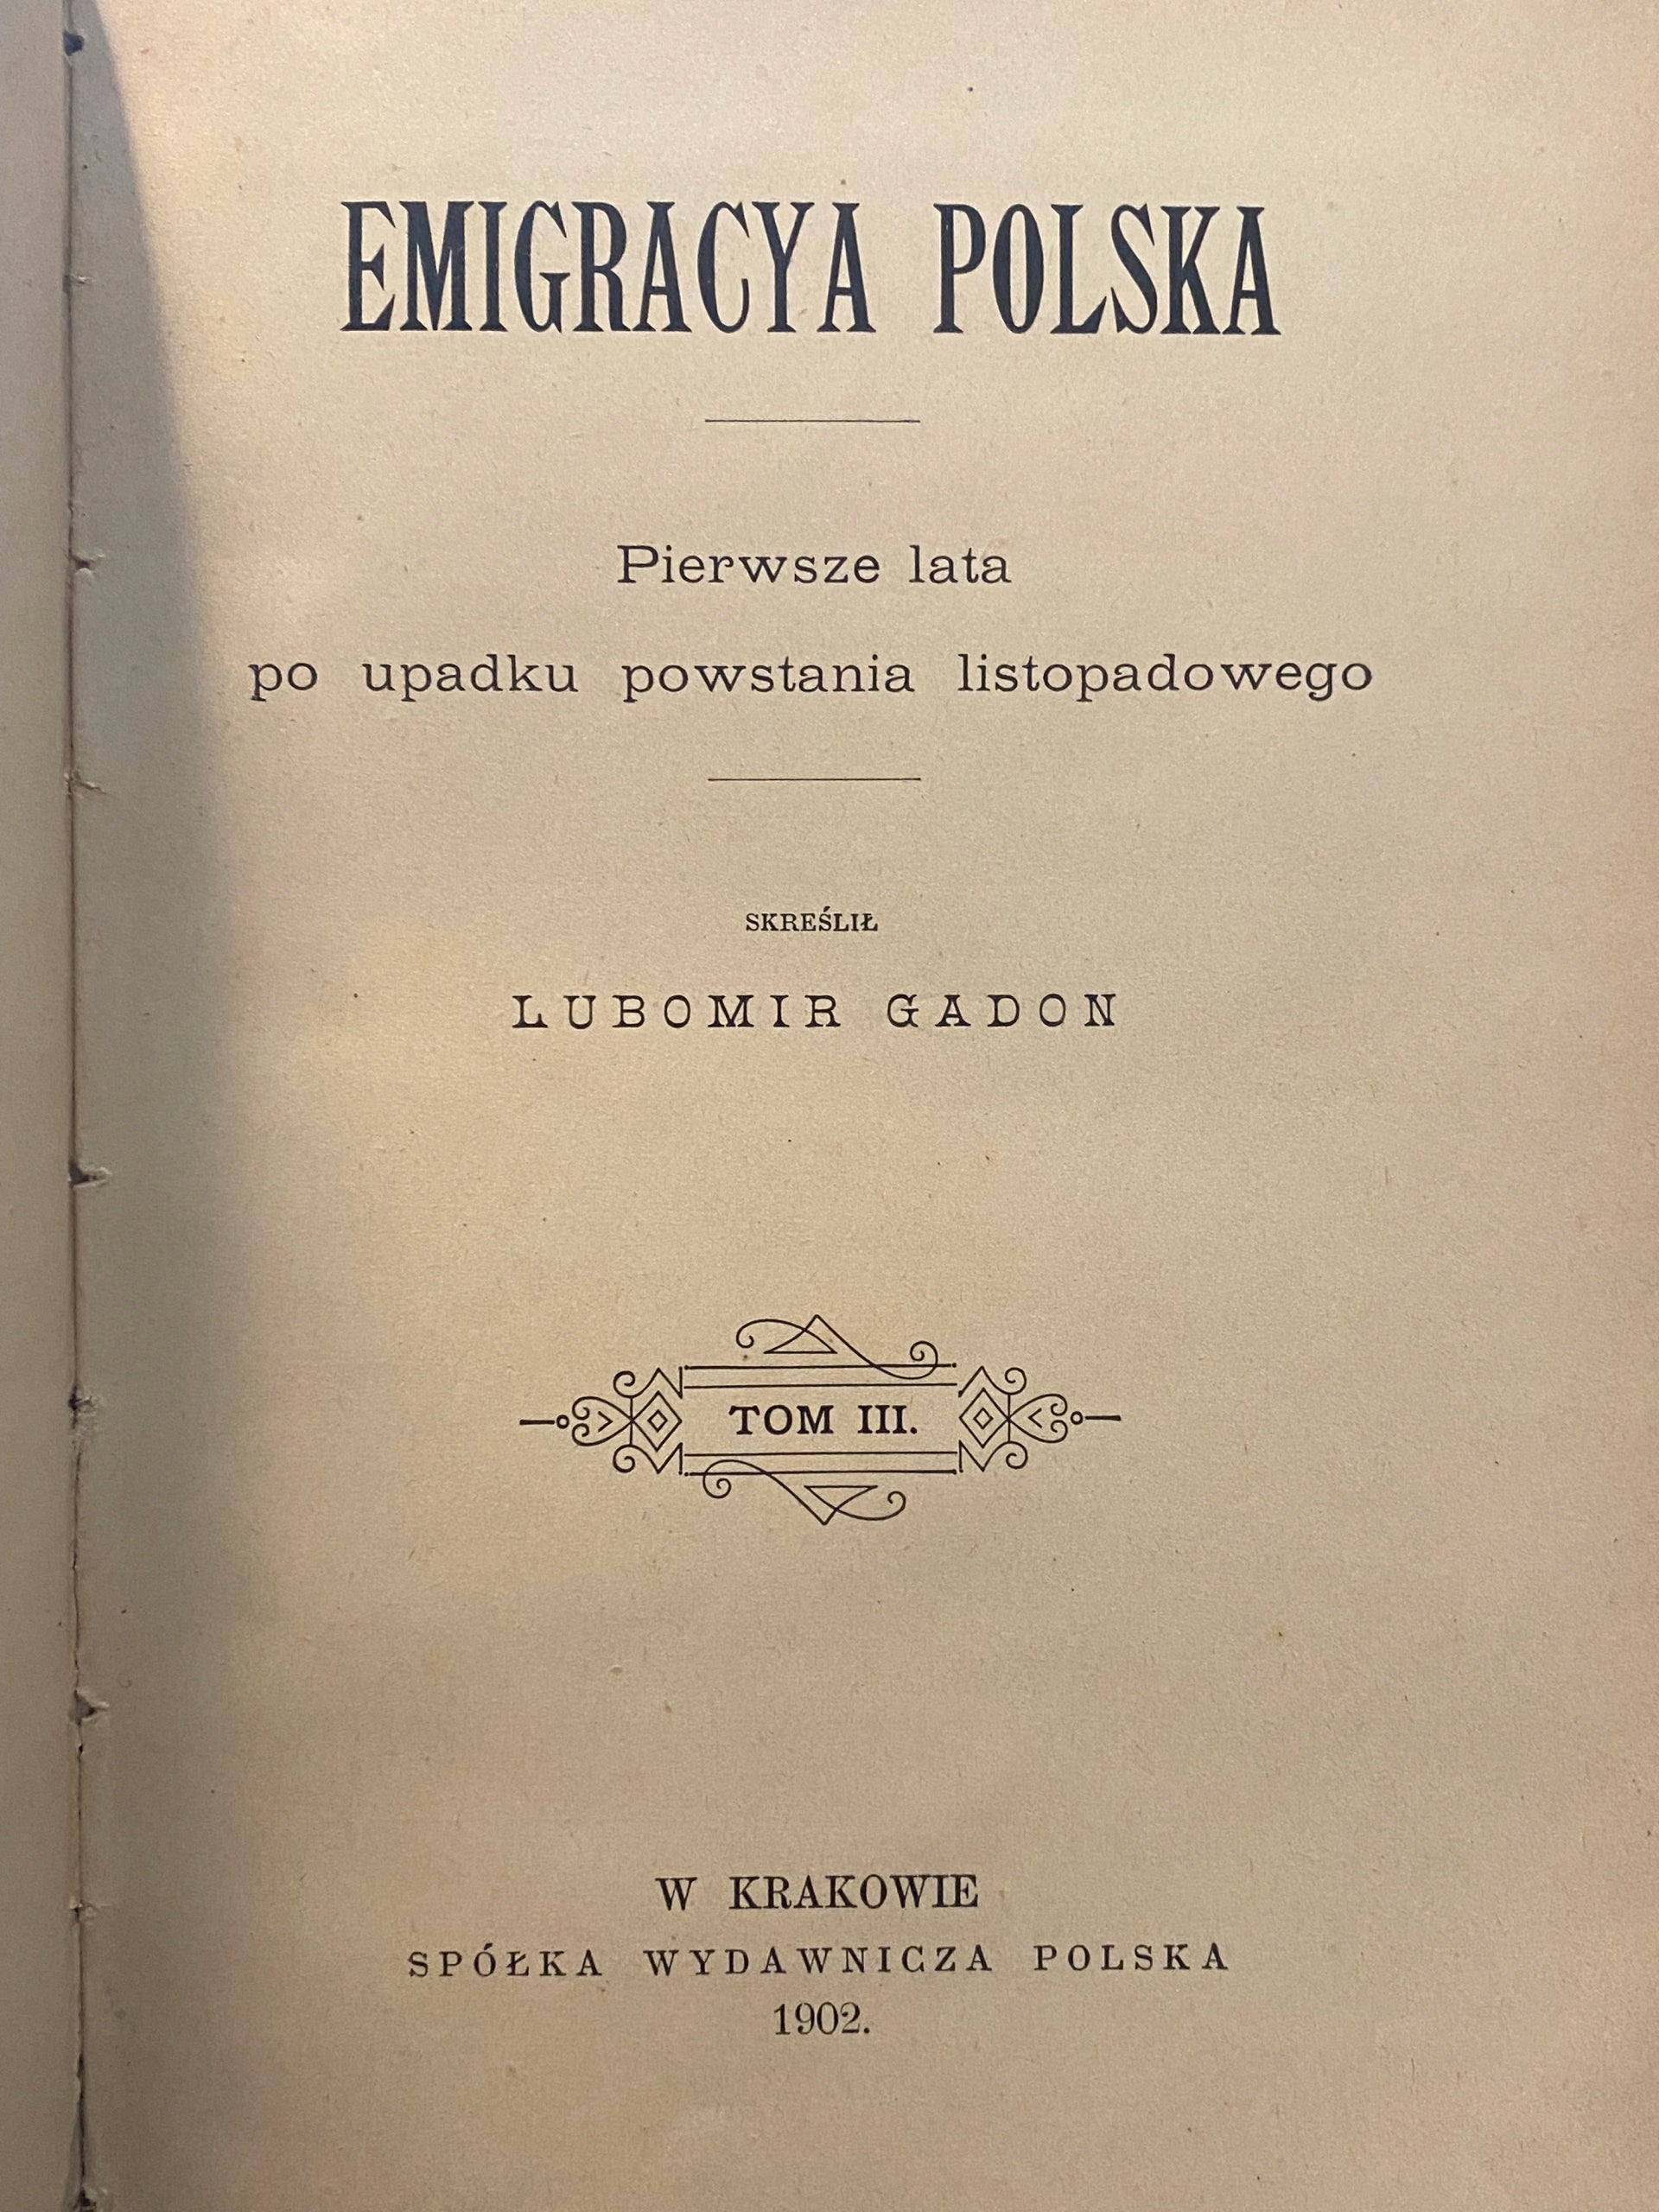 EMIGRACYA POLSKA
Pierwsze lata
po upadku powstania listopadowego
SKREŚLIŁ
LUBOMIR GADON
TOM III.
W KRAKOWIE
SPÓŁKA WYDAWNICZA POLSKA
1902.